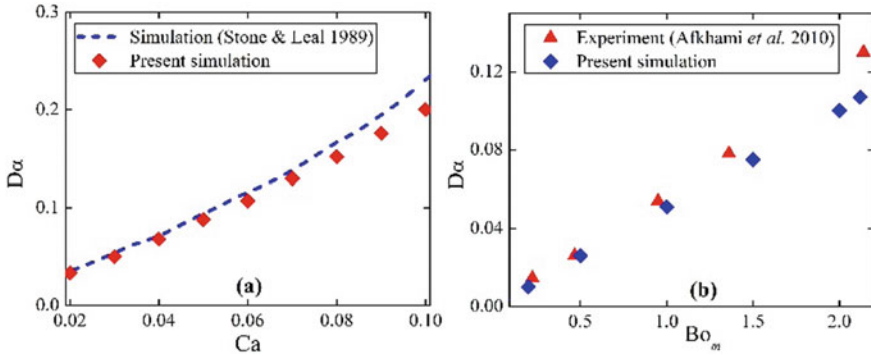 0.3
0.2
0.1
0.0
Dα
Simulation (Stone & Leal 1989)
Present simulation
(a)
0.02 0.04 0.06 0.08 0.10
Ca
0.12
0.08
0.04
0.00
Dα
Experiment (Afkhami et al. 2010)
Present simulation
(b)
0.5 1.0 1.5 2.0
Bo_m